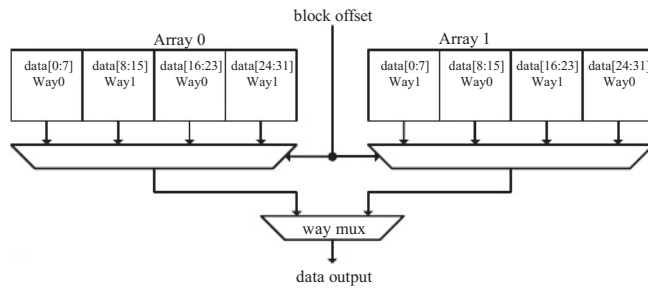 block offset
Array 0
Array 1
data[0:7] data[8:15] data[16:23] data[24:31]
Way0 Way1 Way0 Way1
data[0:7] data[8:15] data[16:23] data[24:31]
Way1 Way0 Way1 Way0
way mux
data output